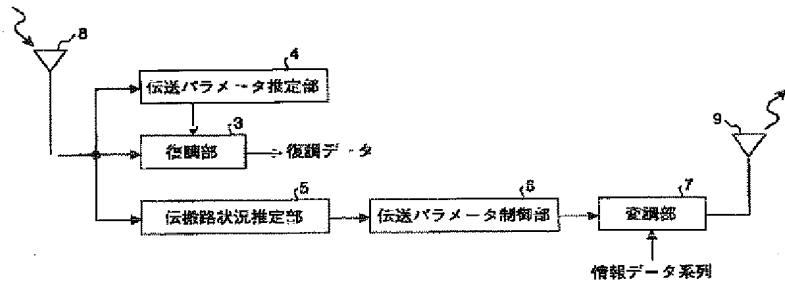 8
4
伝送パラメータ推定部
3
復調部
復調データ
9
5
伝搬路状況推定部
6
伝送パラメータ制御部
7
変調部
情報データ系列